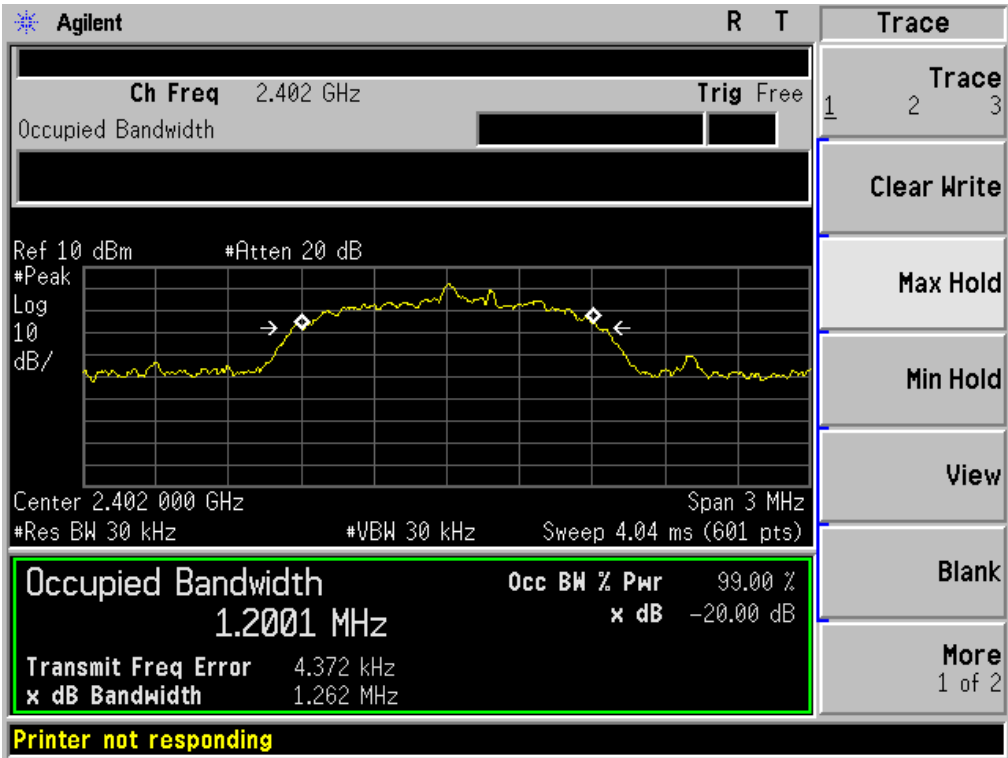 Agilent R T Trace
Ch Freq 2.402 GHz Trig Free
Occupied Bandwidth
Trace
1 2 3
Clear Write
Max Hold
Min Hold
View
Blank
More
1 of 2
Ref 10 dBm #Atten 20 dB
#Peak
Log
10
dB/
Center 2.402 000 GHz Span 3 MHz
#Res BW 30 kHz #VBW 30 kHz Sweep 4.04 ms (601 pts)
Occupied Bandwidth Occ BW % Pwr 99.00 %
1.2001 MHz x dB -20.00 dB
Transmit Freq Error 4.372 kHz
x dB Bandwidth 1.262 MHz
Printer not responding